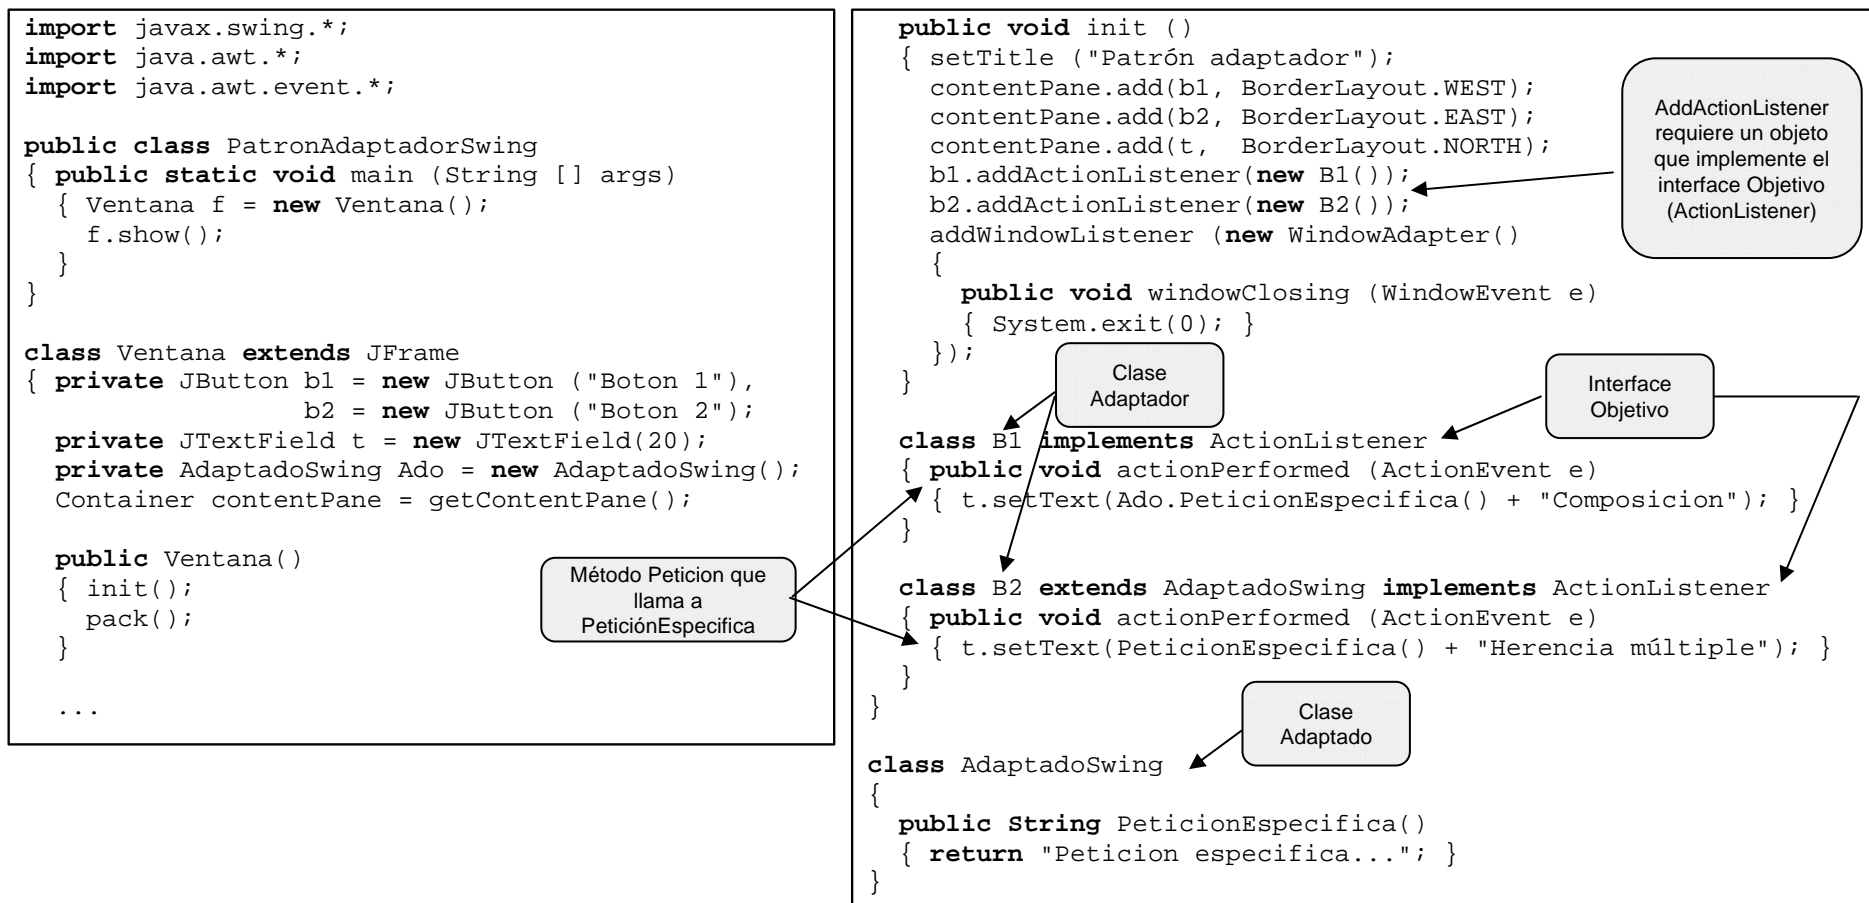 import javax.swing.*;
import java.awt.*;
import java.awt.event.*;
public class PatronAdaptadorSwing
{ public static void main (String [] args)
{ Ventana f = new Ventana();
f.show();
}
}
class Ventana extends JFrame
{ private JButton b1 = new JButton ("Boton 1"),
b2 = new JButton ("Boton 2");
private JTextField t = new JTextField(20);
private AdaptadoSwing Ado = new AdaptadoSwing();
Container contentPane = getContentPane();
public Ventana()
{ init();
pack();
}
...
Método Peticion que
llama a
PeticiónEspecifica
public void init ()
{ setTitle ("Patrón adaptador");
contentPane.add(b1, BorderLayout.WEST);
contentPane.add(b2, BorderLayout.EAST);
contentPane.add(t, BorderLayout.NORTH);
b1.addActionListener(new B1());
b2.addActionListener(new B2());
addWindowListener (new WindowAdapter()
{
public void windowClosing (WindowEvent e)
{ System.exit(0); }
});
}
AddActionListener
requiere un objeto
que implemente el
interface Objetivo
(ActionListener)
Clase
Adaptador
Interface
Objetivo
class B1 implements ActionListener
{ public void actionPerformed (ActionEvent e)
{ t.setText(Ado.PeticionEspecifica() + "Composicion"); }
}
class B2 extends AdaptadoSwing implements ActionListener
{ public void actionPerformed (ActionEvent e)
{ t.setText(PeticionEspecifica() + "Herencia múltiple"); }
}
}
Clase
Adaptado
class AdaptadoSwing
{
public String PeticionEspecifica()
{ return "Peticion especifica..."; }
}